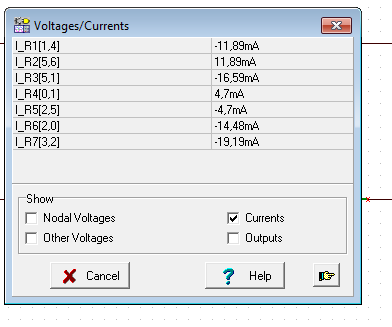 Voltages/Currents
I_R1[1,4] -11,89mA
I_R2[5,6] 11,89mA
I_R3[5,1] -16,59mA
I_R4[0,1] 4,7mA
I_R5[2,5] -4,7mA
I_R6[2,0] -14,48mA
I_R7[3,2] -19,19mA
Show
Nodal Voltages Currents
Other Voltages Outputs
Cancel ? Help